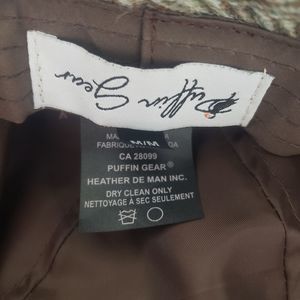 Puffin Gear
M/M
CA 28099
PUFFIN GEAR®
HEATHER DE MAN INC.
DRY CLEAN ONLY
NETTOYAGE À SEC SEULEMENT